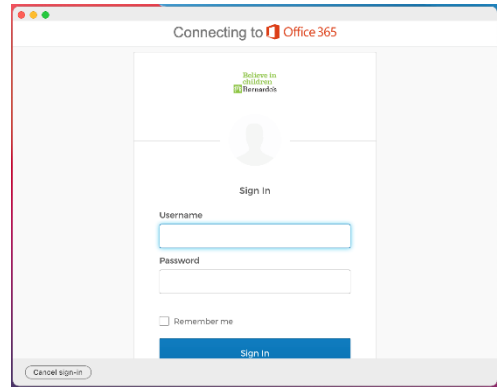 Connecting to Office 365
Believe in
children
Barnardo's
Sign In
Username
Password
Remember me
Sign In
Cancel sign-in